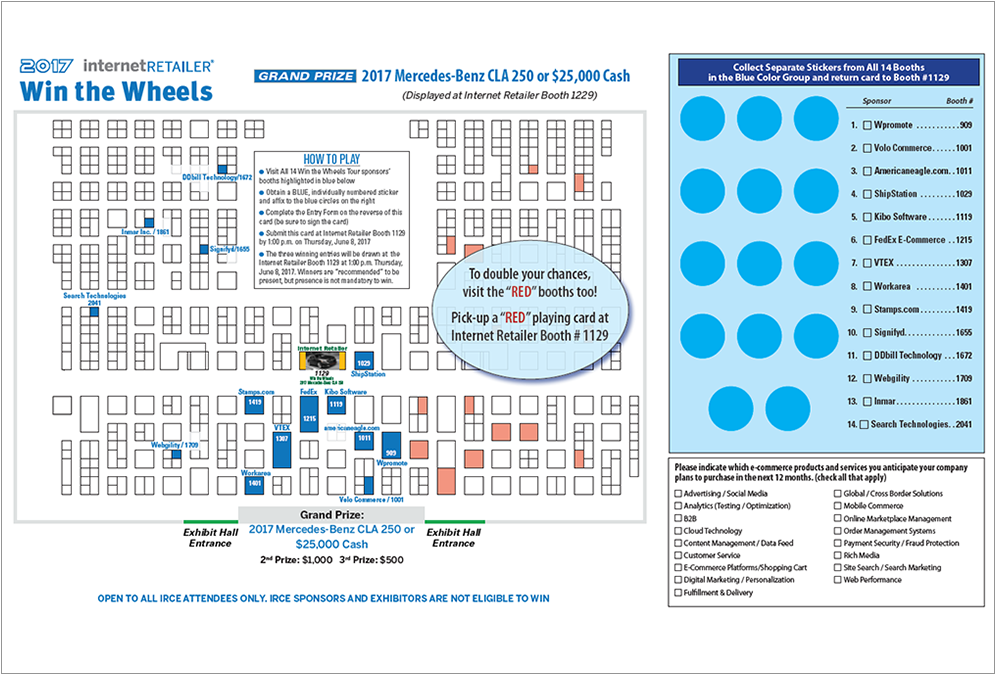 2017 internetRETAILER®
Win the Wheels
GRAND PRIZE 2017 Mercedes-Benz CLA 250 or $25,000 Cash
(Displayed at Internet Retailer Booth 1229)
HOW TO PLAY
● Visit All 14 Win the Wheels Tour sponsors'
booths highlighted in blue below
● Obtain a BLUE, individually numbered sticker
and affix to the blue circles on the right
● Complete the Entry Form on the reverse of this
card (be sure to sign the card)
● Submit this card at Internet Retailer Booth 1129
by 1:00 p.m. on Thursday, June 8, 2017
● The three winning entries will be drawn at the
Internet Retailer Booth 1129 at 1:00 p.m. Thursday,
June 8, 2017. Winners are "recommended" to be
present, but presence is not mandatory to win.
DDbill Technology/1672
Inmar Inc. / 1861
Signifyd/1655
Search Technologies
2041
To double your chances,
visit the "RED" booths too!
Pick-up a "RED" playing card at
Internet Retailer Booth # 1129
Internet Retailer
1129
Win the Wheels
2017 Mercedes-Benz CLA 250
1029
ShipStation
Stamps.com
1419
FedEx
1215
Kibo Software
1119
VTEX
1307
americaneagle.com
1011
909
Wpromote
Webgility / 1709
Workarea
1401
Volo Commerce / 1001
Exhibit Hall
Entrance
Grand Prize:
2017 Mercedes-Benz CLA 250 or
$25,000 Cash
2nd Prize: $1,000 3rd Prize: $500
Exhibit Hall
Entrance
OPEN TO ALL IRCE ATTENDEES ONLY. IRCE SPONSORS AND EXHIBITORS ARE NOT ELIGIBLE TO WIN
Collect Separate Stickers from All 14 Booths
in the Blue Color Group and return card to Booth #1129
Sponsor Booth #
1. Wpromote ...........909
2. Volo Commerce......1001
3. Americaneagle.com..1011
4. ShipStation .........1029
5. Kibo Software .......1119
6. FedEx E-Commerce ..1215
7. VTEX ..............1307
8. Workarea ..........1401
9. Stamps.com .........1419
10. Signifyd............1655
11. DDbill Technology ...1672
12. Webgility ...........1709
13. Inmar..............1861
14. Search Technologies..2041
Please indicate which e-commerce products and services you anticipate your company
plans to purchase in the next 12 months. (check all that apply)
Advertising / Social Media
Analytics (Testing / Optimization)
B2B
Cloud Technology
Content Management / Data Feed
Customer Service
E-Commerce Platforms/Shopping Cart
Digital Marketing / Personalization
Fulfillment & Delivery
Global / Cross Border Solutions
Mobile Commerce
Online Marketplace Management
Order Management Systems
Payment Security / Fraud Protection
Rich Media
Site Search / Search Marketing
Web Performance